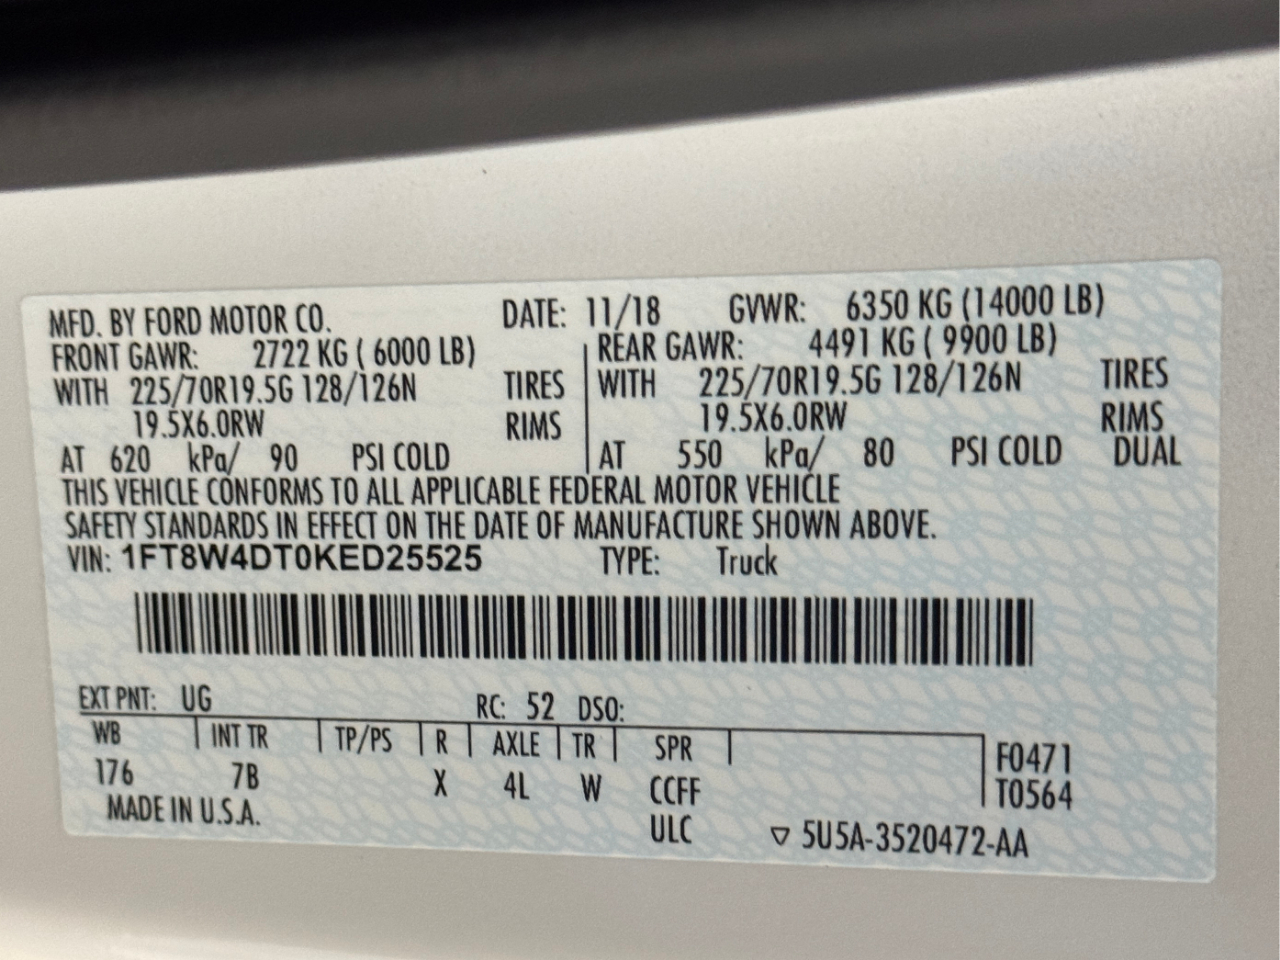 MFD. BY FORD MOTOR CO. DATE: 11/18 GVWR: 6350 KG (14000 LB)
FRONT GAWR: 2722 KG ( 6000 LB) REAR GAWR: 4491 KG ( 9900 LB)
WITH 225/70R19.5G 128/126N TIRES WITH 225/70R19.5G 128/126N TIRES
19.5X6.0RW RIMS 19.5X6.0RW RIMS
AT 620 kPa/ 90 PSI COLD AT 550 kPa/ 80 PSI COLD DUAL
THIS VEHICLE CONFORMS TO ALL APPLICABLE FEDERAL MOTOR VEHICLE
SAFETY STANDARDS IN EFFECT ON THE DATE OF MANUFACTURE SHOWN ABOVE.
VIN: 1FT8W4DT0KED25525 TYPE: Truck
EXT PNT: UG RC: 52 DSO:
WB INT TR TP/PS R AXLE TR SPR F0471
176 7B X 4L W CCFF T0564
MADE IN U.S.A. ULC ▽ 5U5A-3520472-AA